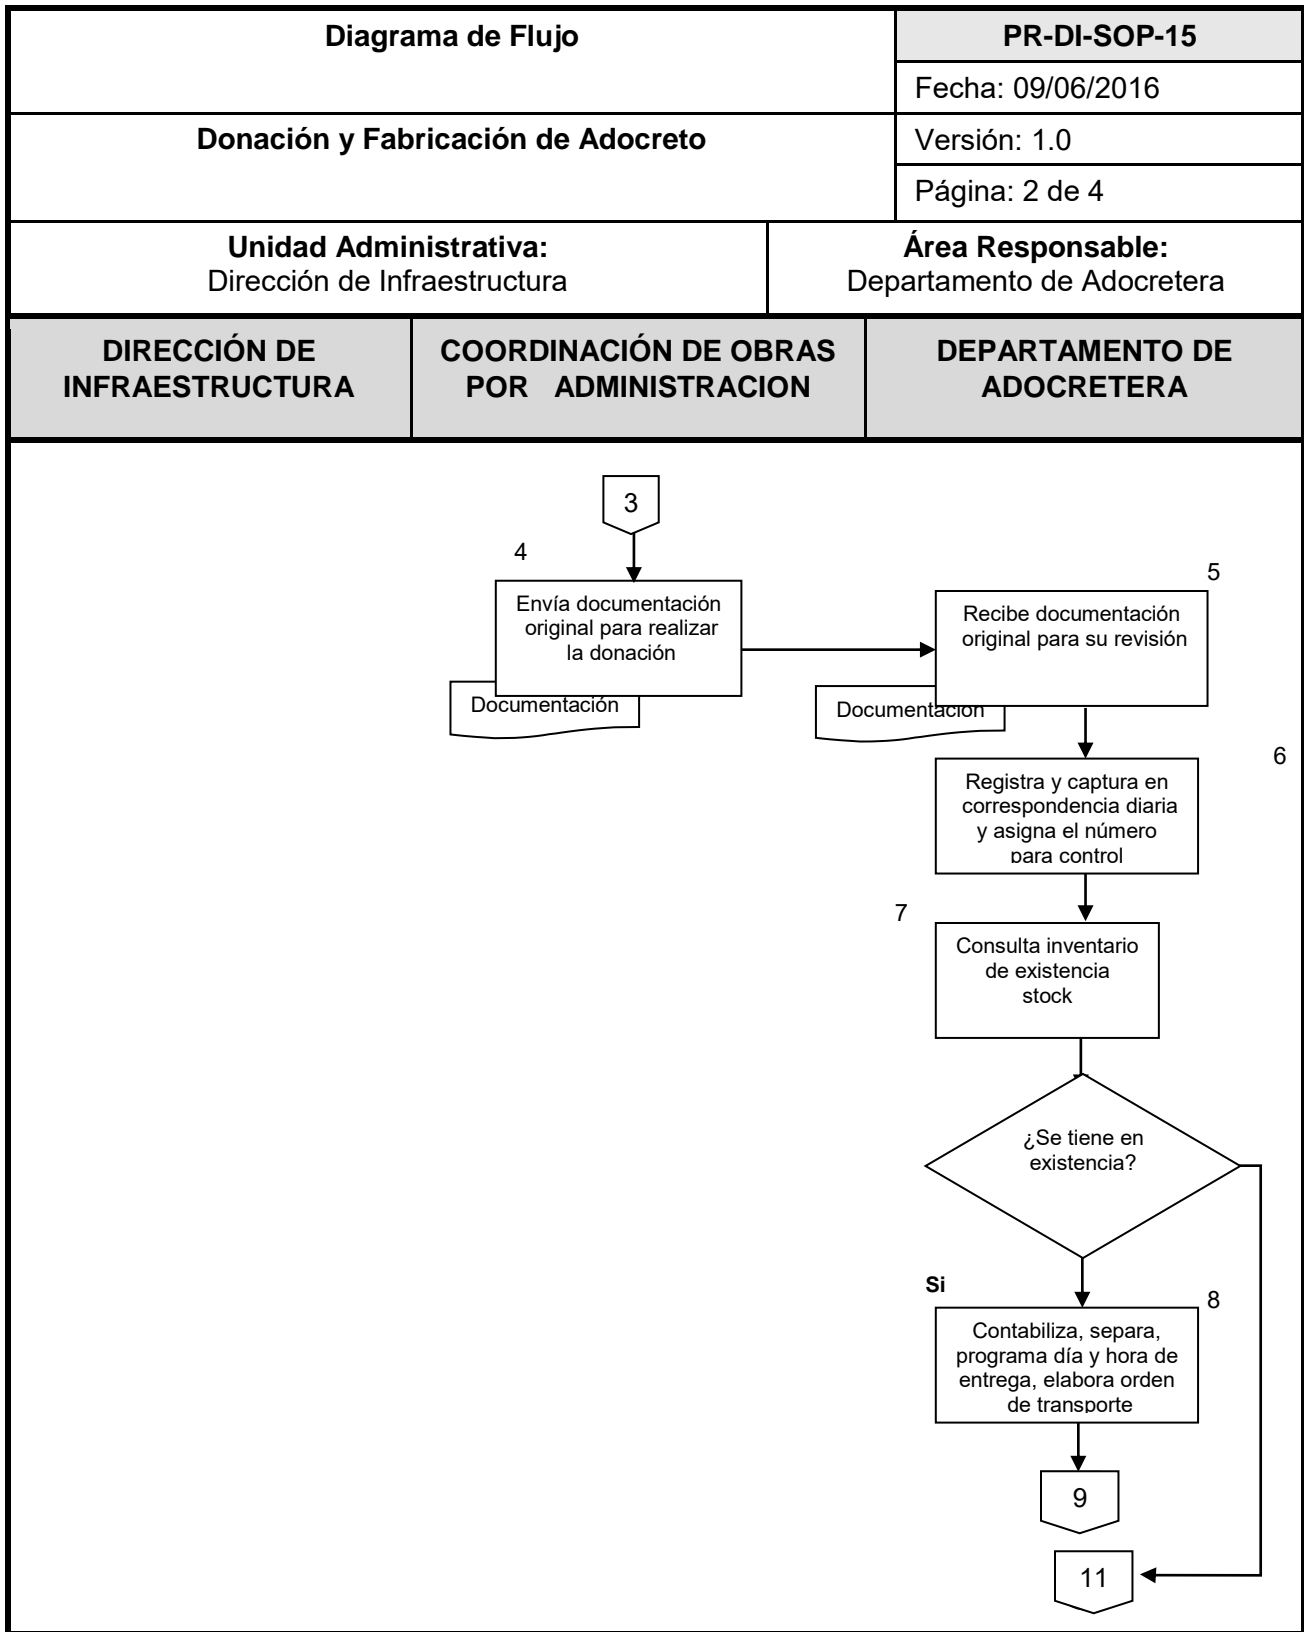 Diagrama de Flujo
PR-DI-SOP-15
Fecha: 09/06/2016
Donación y Fabricación de Adocreto
Versión: 1.0
Página: 2 de 4
Unidad Administrativa:
Dirección de Infraestructura
Área Responsable:
Departamento de Adocretera
DIRECCIÓN DE
INFRAESTRUCTURA
COORDINACIÓN DE OBRAS
POR ADMINISTRACION
DEPARTAMENTO DE
ADOCRETERA
3
4
Envía documentación
original para realizar
la donación
Documentación
5
Recibe documentación
original para su revisión
Documentación
6
Registra y captura en
correspondencia diaria
y asigna el número
para control
7
Consulta inventario
de existencia
stock
¿Se tiene en
existencia?
Si
8
Contabiliza, separa,
programa día y hora de
entrega, elabora orden
de transporte
9
11